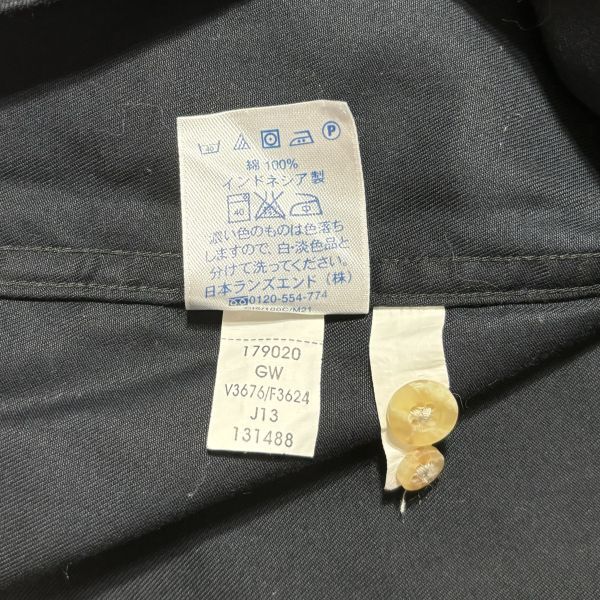 40 P
綿 100%
インドネシア製
40 中
濃い色のものは色落ち
しますので、白・淡色品と
分けて洗ってください。
日本ランズエンド（株）
0120-554-774
179020
GW
V3676/F3624
J13
131488